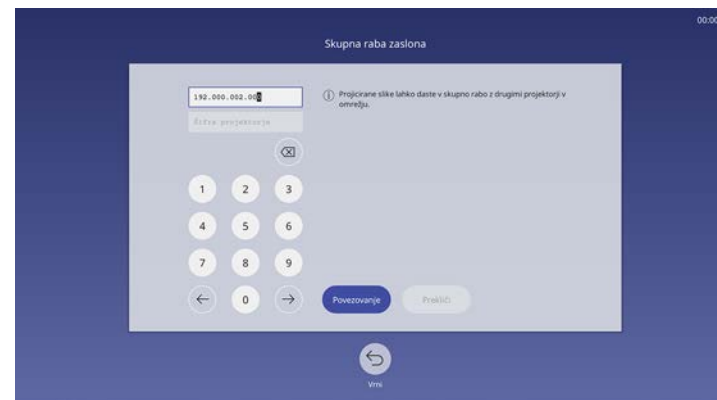 00:00
Skupna raba zaslona
192.000.002.000
Šifra projektorja
Projicirane slike lahko daste v skupno rabo z drugimi projektorji v
omrežju.
1 2 3
4 5 6
7 8 9
0
Povezovanje
Prekliči
Vrni